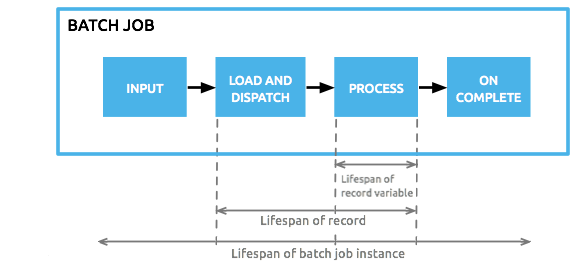 BATCH JOB
INPUT
LOAD AND
DISPATCH
PROCESS
ON
COMPLETE
Lifespan of
record variable
Lifespan of record
Lifespan of batch job instance